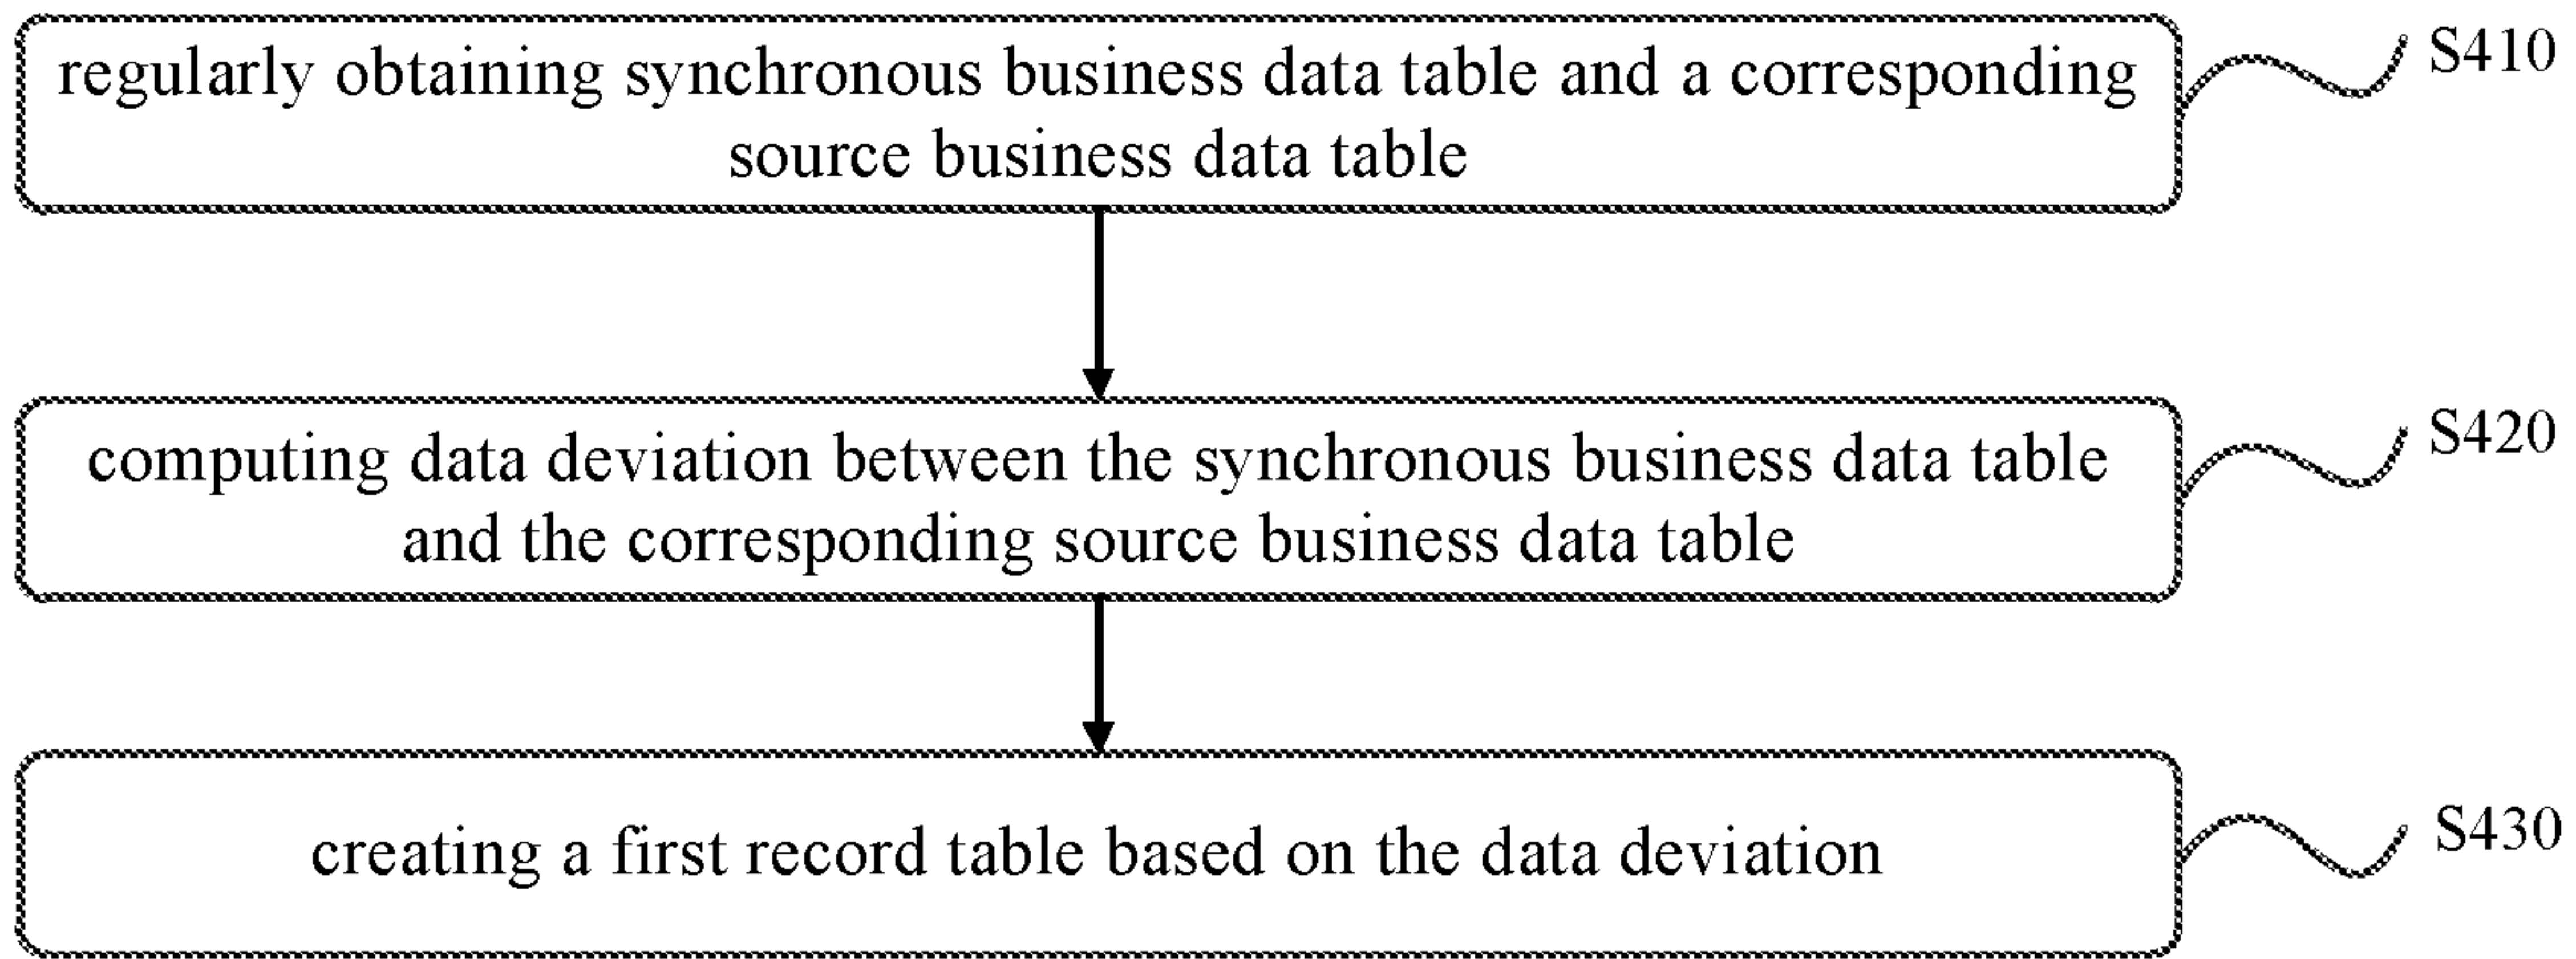 regularly obtaining synchronous business data table and a corresponding
source business data table
S410
computing data deviation between the synchronous business data table
and the corresponding source business data table
S420
creating a first record table based on the data deviation
S430